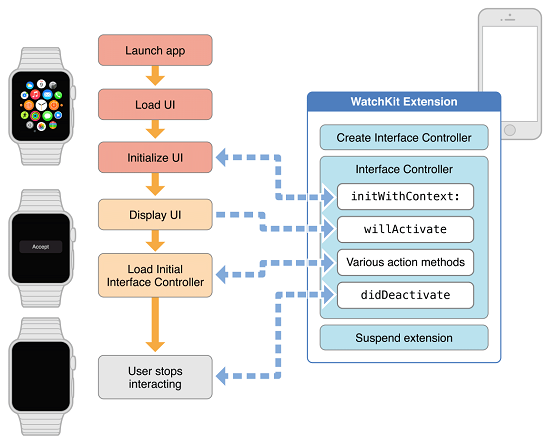 Launch app
Load UI
Initialize UI
Display UI
Load Initial
Interface Controller
User stops
interacting
Accept
WatchKit Extension
Create Interface Controller
Interface Controller
initWithContext:
willActivate
Various action methods
didDeactivate
Suspend extension